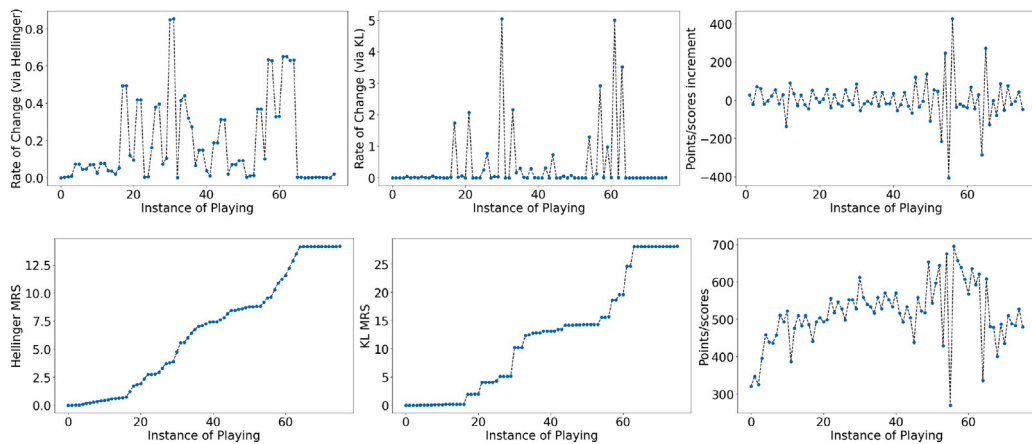 Rate of Change (via Hellinger)
0.8
0.6
0.4
0.2
0.0
0 20 40 60
Instance of Playing
Rate of Change (via KL)
5
4
3
2
1
0
0 20 40 60
Instance of Playing
Points/scores increment
400
200
0
−200
−400
0 20 40 60
Instance of Playing
Hellinger MRS
12.5
10.0
7.5
5.0
2.5
0.0
0 20 40 60
Instance of Playing
KL MRS
25
20
15
10
5
0
0 20 40 60
Instance of Playing
Points/scores
700
600
500
400
300
0 20 40 60
Instance of Playing